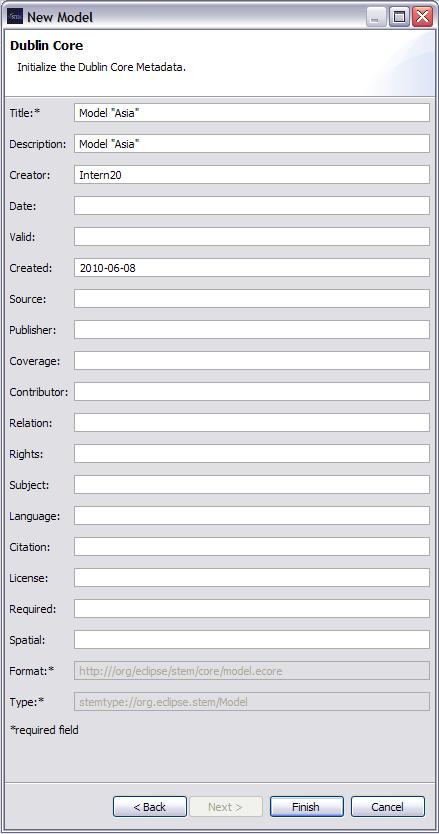 New Model
Dublin Core
Initialize the Dublin Core Metadata.
Title:* Model "Asia"
Description: Model "Asia"
Creator: Intern20
Date:
Valid:
Created: 2010-06-08
Source:
Publisher:
Coverage:
Contributor:
Relation:
Rights:
Subject:
Language:
Citation:
License:
Required:
Spatial:
Format:* http:///org/eclipse/stem/core/model.ecore
Type:* stemtype://org.eclipse.stem/Model
*required field
< Back Next > Finish Cancel